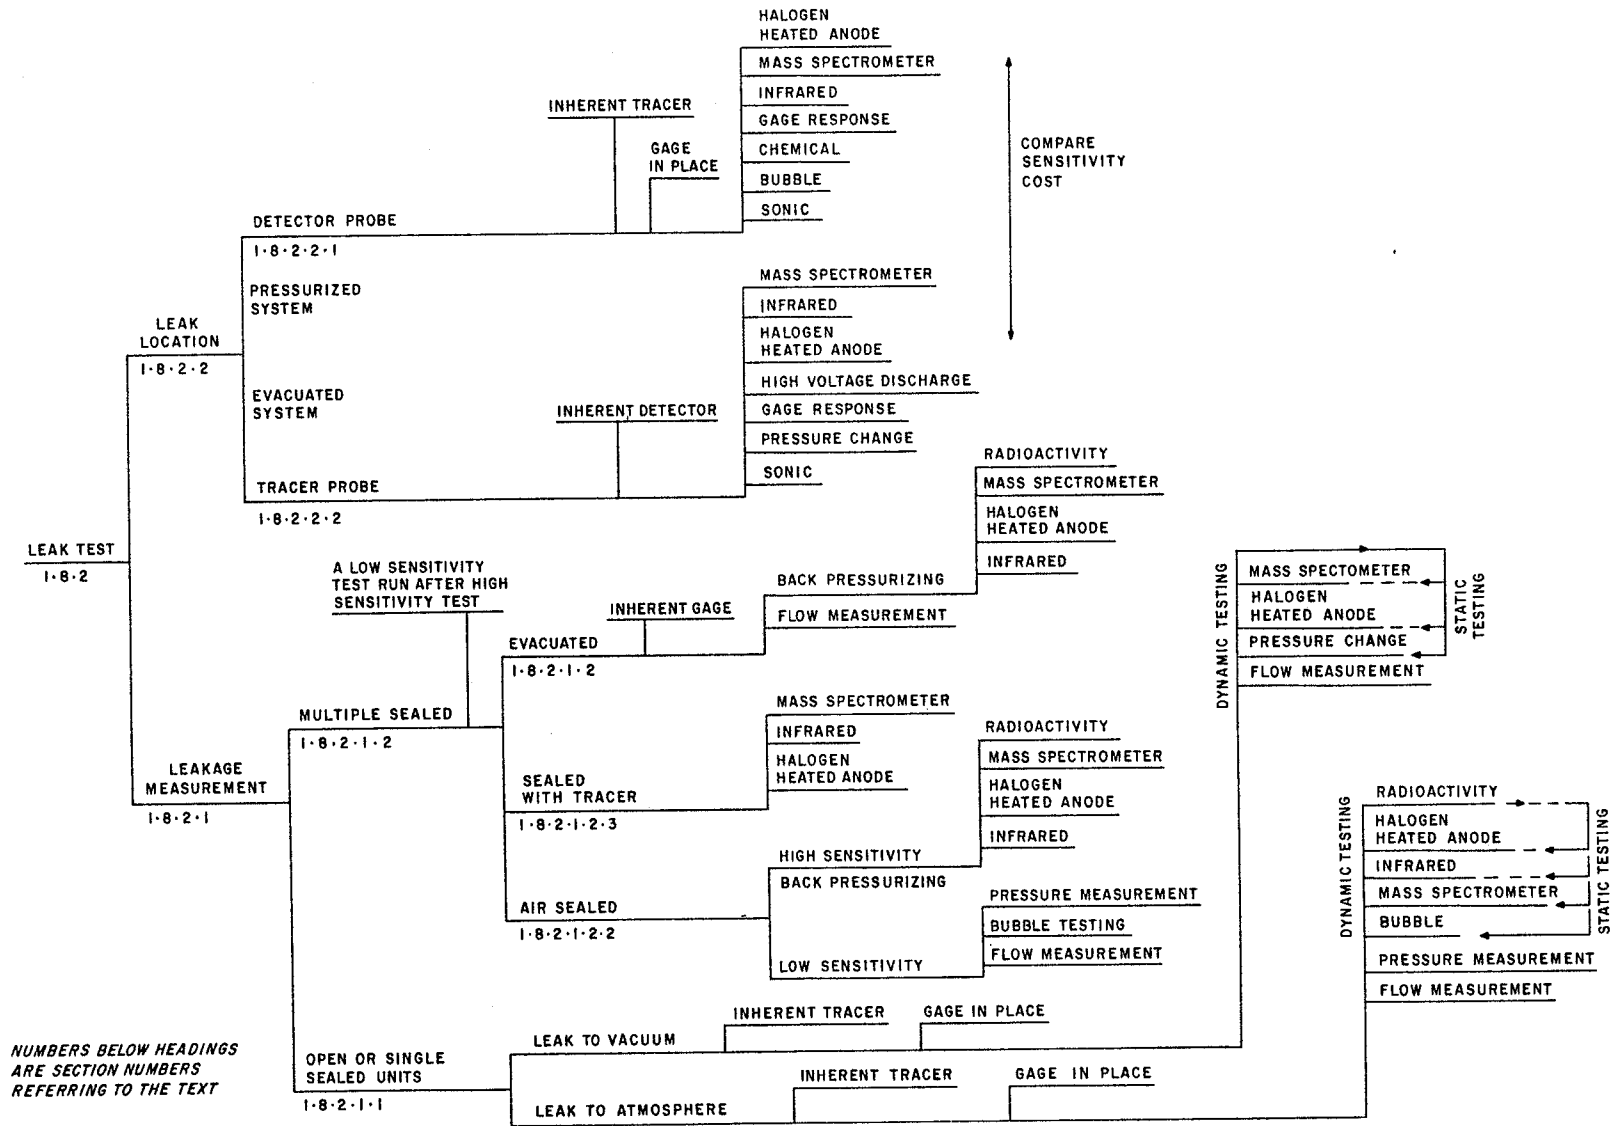 HALOGEN
HEATED ANODE
MASS SPECTROMETER
INFRARED
GAGE RESPONSE
CHEMICAL
BUBBLE
SONIC
INHERENT TRACER
GAGE
IN PLACE
COMPARE
SENSITIVITY
COST
DETECTOR PROBE
1·8·2·2·1
PRESSURIZED
SYSTEM
LEAK
LOCATION
1·8·2·2
EVACUATED
SYSTEM
INHERENT DETECTOR
TRACER PROBE
1·8·2·2·2
MASS SPECTROMETER
INFRARED
HALOGEN
HEATED ANODE
HIGH VOLTAGE DISCHARGE
GAGE RESPONSE
PRESSURE CHANGE
SONIC
LEAK TEST
1·8·2
A LOW SENSITIVITY
TEST RUN AFTER HIGH
SENSITIVITY TEST
INHERENT GAGE
EVACUATED
1·8·2·1·2
BACK PRESSURIZING
FLOW MEASUREMENT
RADIOACTIVITY
MASS SPECTROMETER
HALOGEN
HEATED ANODE
INFRARED
MULTIPLE SEALED
1·8·2·1·2
LEAKAGE
MEASUREMENT
1·8·2·1
SEALED
WITH TRACER
1·8·2·1·2·3
MASS SPECTROMETER
INFRARED
HALOGEN
HEATED ANODE
AIR SEALED
1·8·2·1·2·2
HIGH SENSITIVITY
BACK PRESSURIZING
LOW SENSITIVITY
RADIOACTIVITY
MASS SPECTROMETER
HALOGEN
HEATED ANODE
INFRARED
PRESSURE MEASUREMENT
BUBBLE TESTING
FLOW MEASUREMENT
DYNAMIC TESTING
MASS SPECTOMETER
HALOGEN
HEATED ANODE
PRESSURE CHANGE
FLOW MEASUREMENT
STATIC
TESTING
DYNAMIC TESTING
RADIOACTIVITY
HALOGEN
HEATED ANODE
INFRARED
MASS SPECTROMETER
BUBBLE
PRESSURE MEASUREMENT
FLOW MEASUREMENT
STATIC TESTING
OPEN OR SINGLE
SEALED UNITS
1·8·2·1·1
LEAK TO VACUUM
INHERENT TRACER
GAGE IN PLACE
LEAK TO ATMOSPHERE
INHERENT TRACER
GAGE IN PLACE
NUMBERS BELOW HEADINGS
ARE SECTION NUMBERS
REFERRING TO THE TEXT